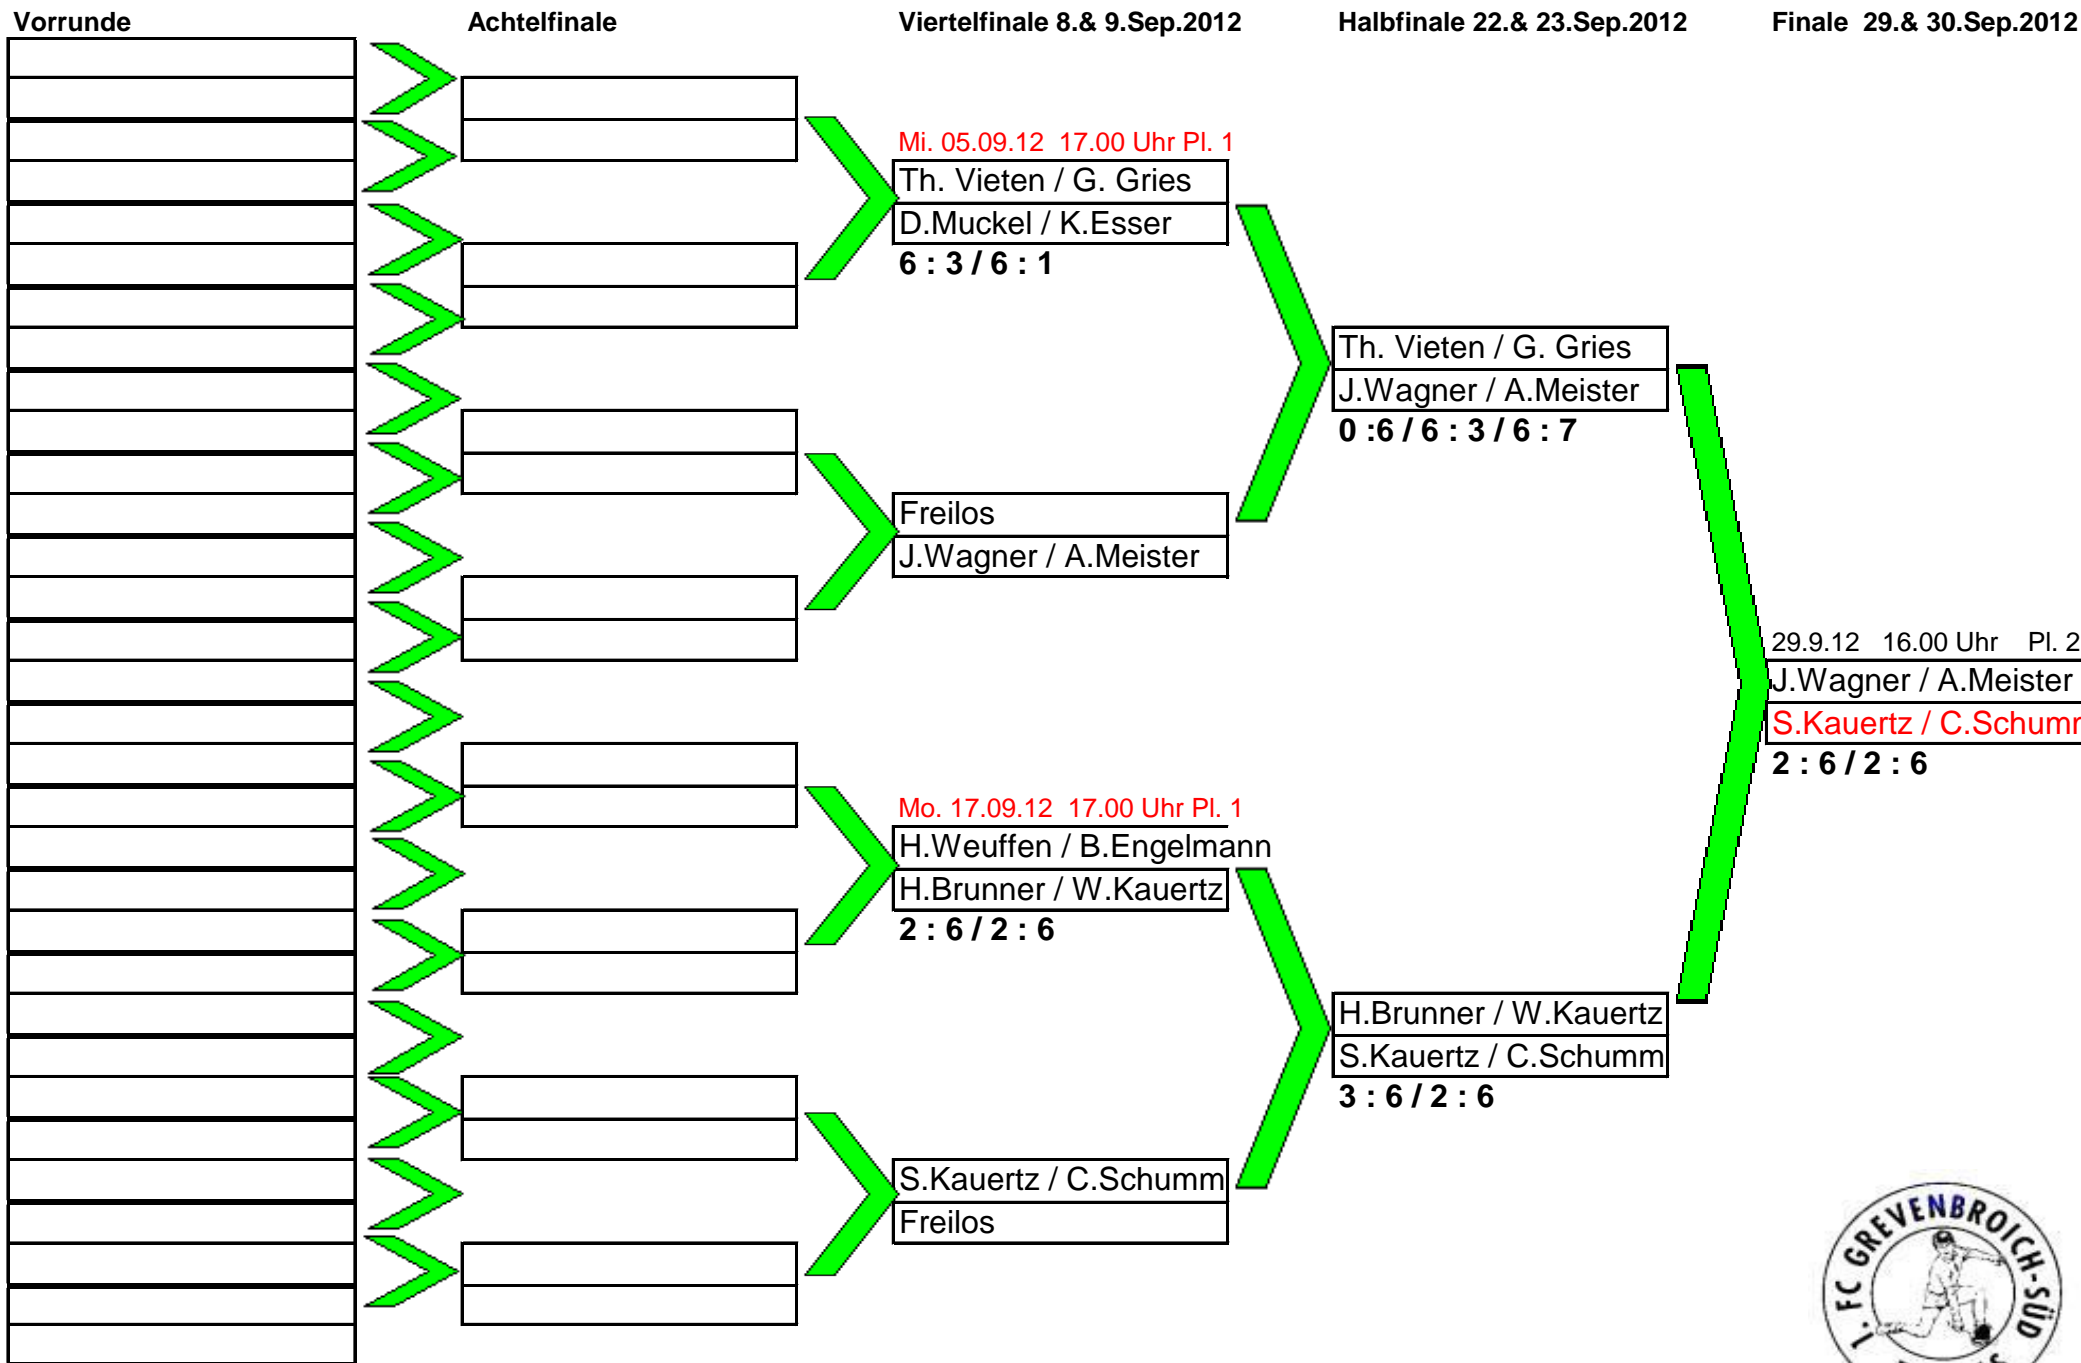 Vorrunde
Achtelfinale
Viertelfinale 8.& 9.Sep.2012
Halbfinale 22.& 23.Sep.2012
Finale 29.& 30.Sep.2012
Mi. 05.09.12 17.00 Uhr Pl. 1
Th. Vieten / G. Gries
D.Muckel / K.Esser
6 : 3 / 6 : 1
Freilos
J.Wagner / A.Meister
Mo. 17.09.12 17.00 Uhr Pl. 1
H.Weuffen / B.Engelmann
H.Brunner / W.Kauertz
2 : 6 / 2 : 6
S.Kauertz / C.Schumm
Freilos
Th. Vieten / G. Gries
J.Wagner / A.Meister
0 :6 / 6 : 3 / 6 : 7
H.Brunner / W.Kauertz
S.Kauertz / C.Schumm
3 : 6 / 2 : 6
29.9.12 16.00 Uhr Pl. 2
J.Wagner / A.Meister
S.Kauertz / C.Schum
2 : 6 / 2 : 6
1. FC GREVENBROICH-SÜD